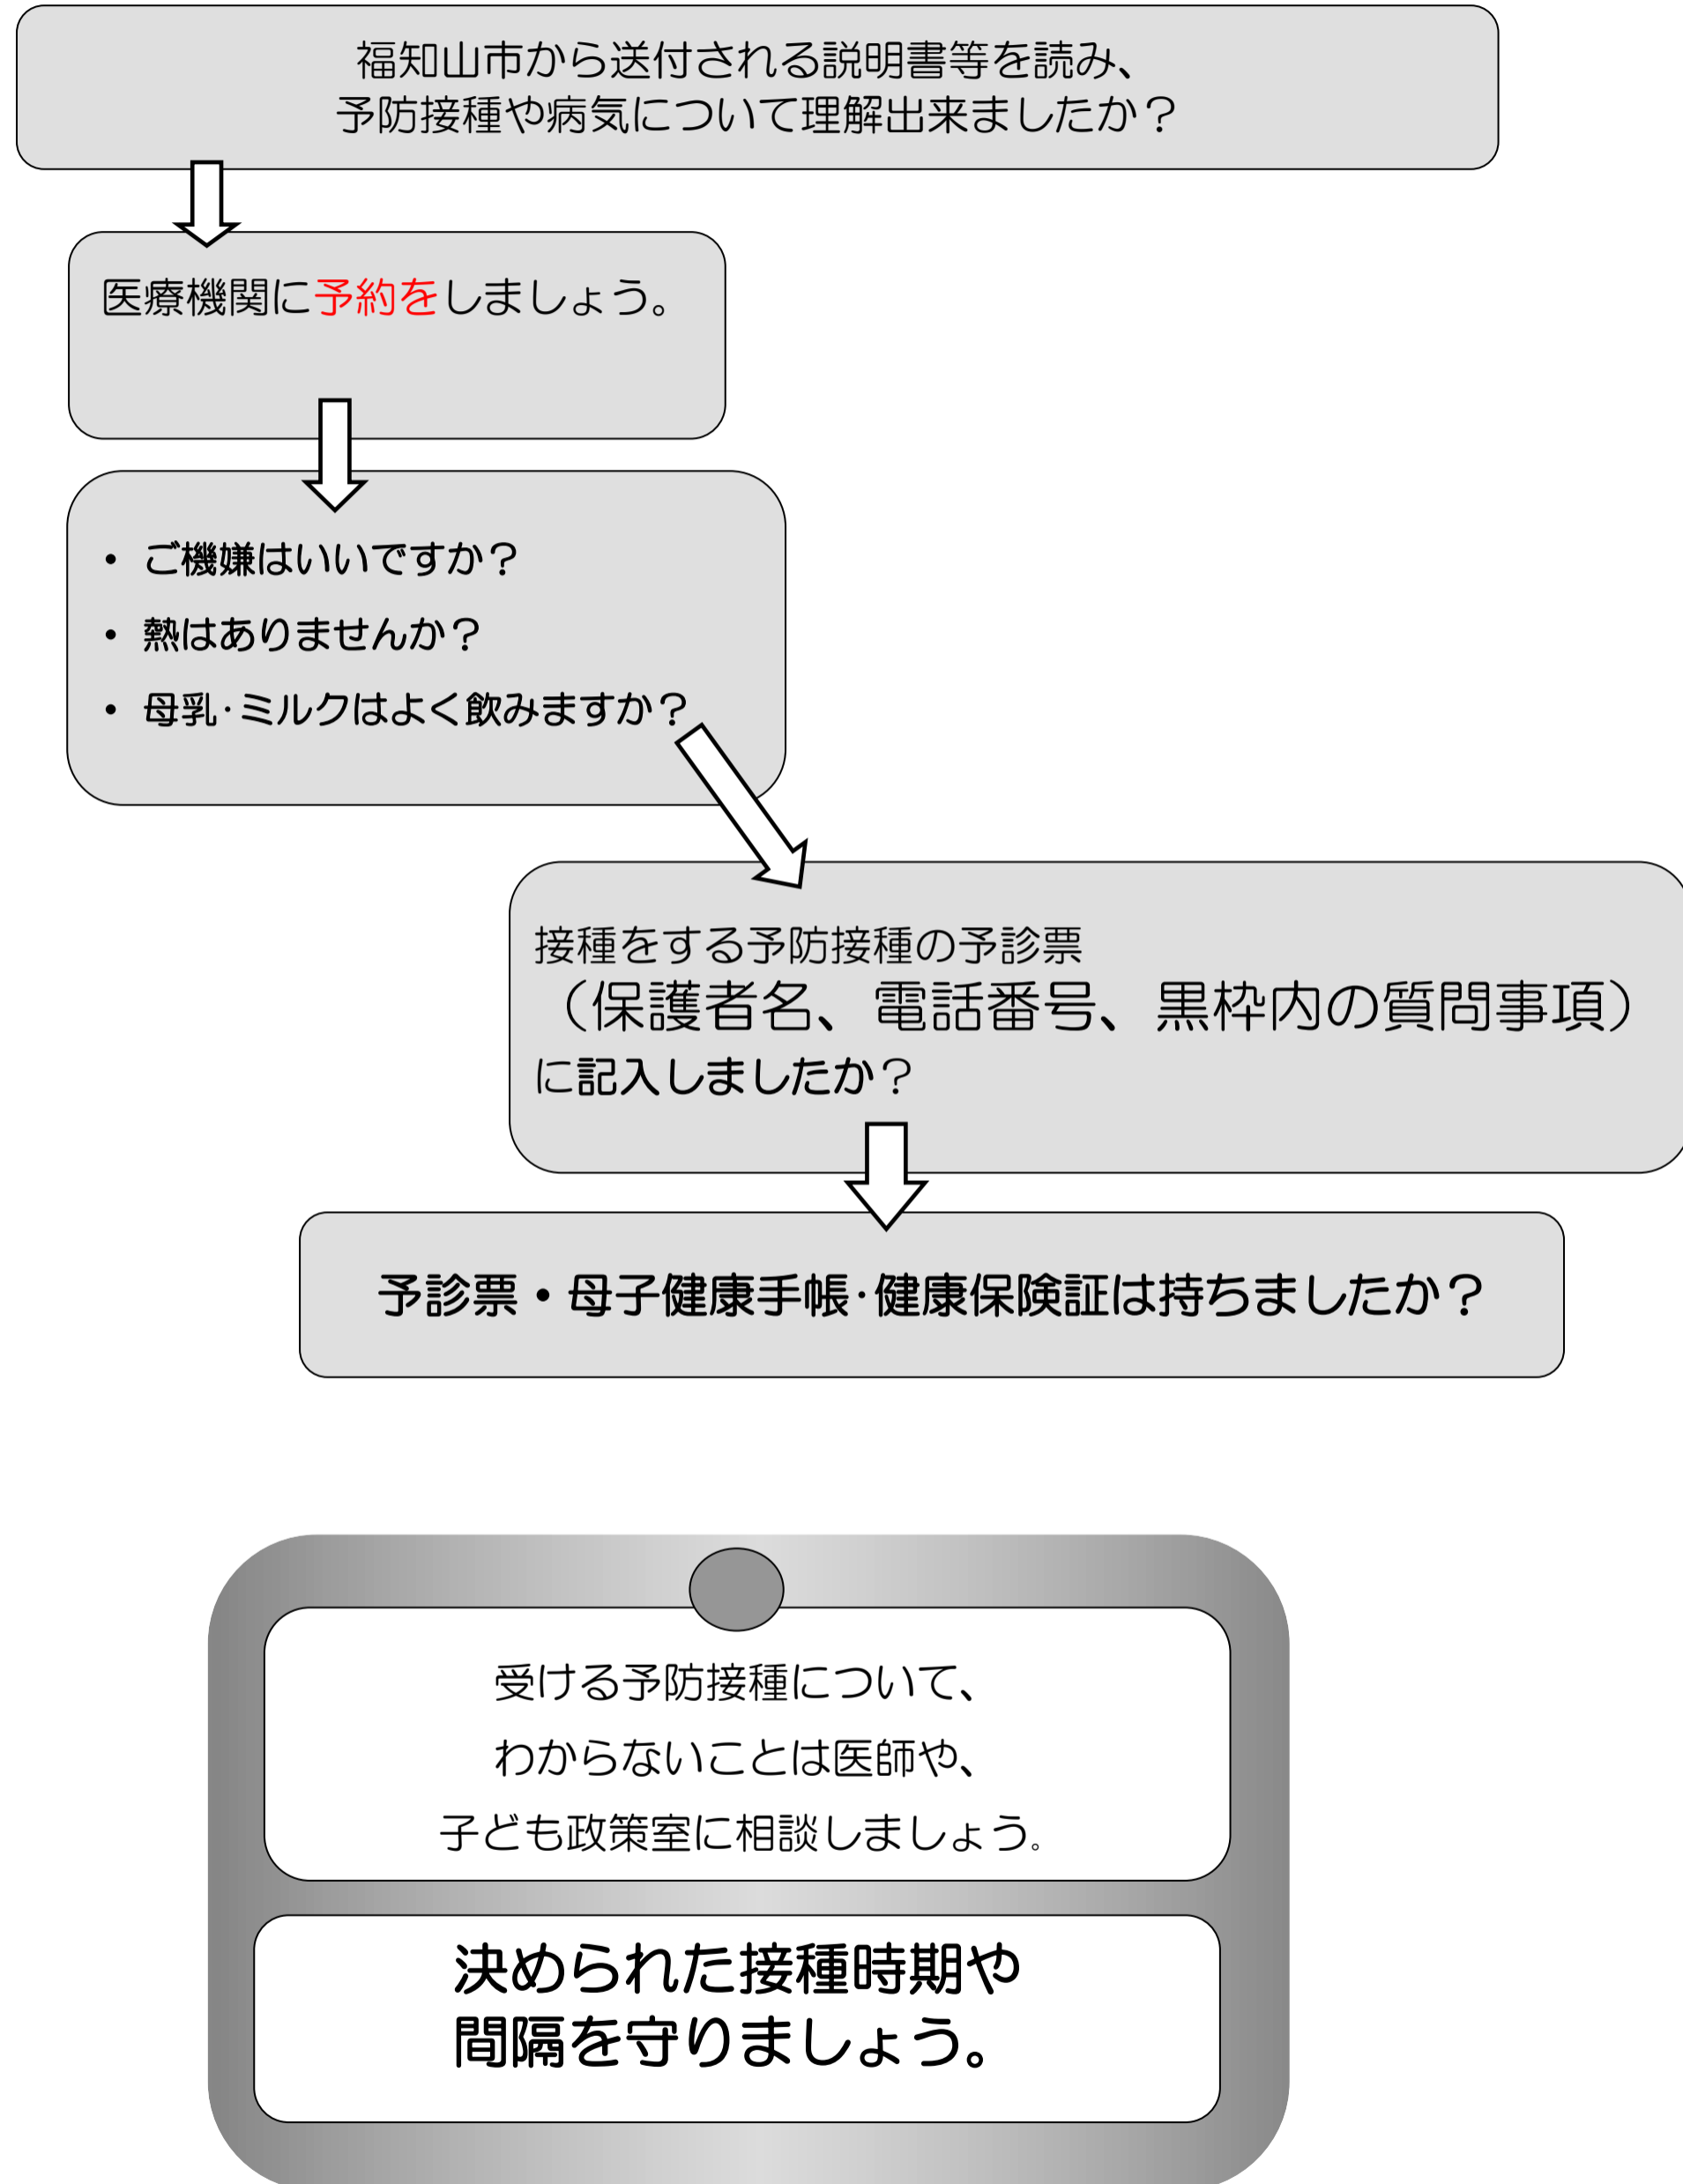 福知山市から送付される説明書等を読み、
予防接種や病気について理解出来ましたか？
医療機関に予約をしましょう。
• ご機嫌はいいですか？
• 熱はありませんか？
• 母乳･ミルクはよく飲みますか？
接種をする予防接種の予診票
（保護者名、電話番号、黒枠内の質問事項）
に記入しましたか？
予診票・母子健康手帳･健康保険証は持ちましたか？
受ける予防接種について、
わからないことは医師や、
子ども政策室に相談しましょう。
決められた接種時期や
間隔を守りましょう。